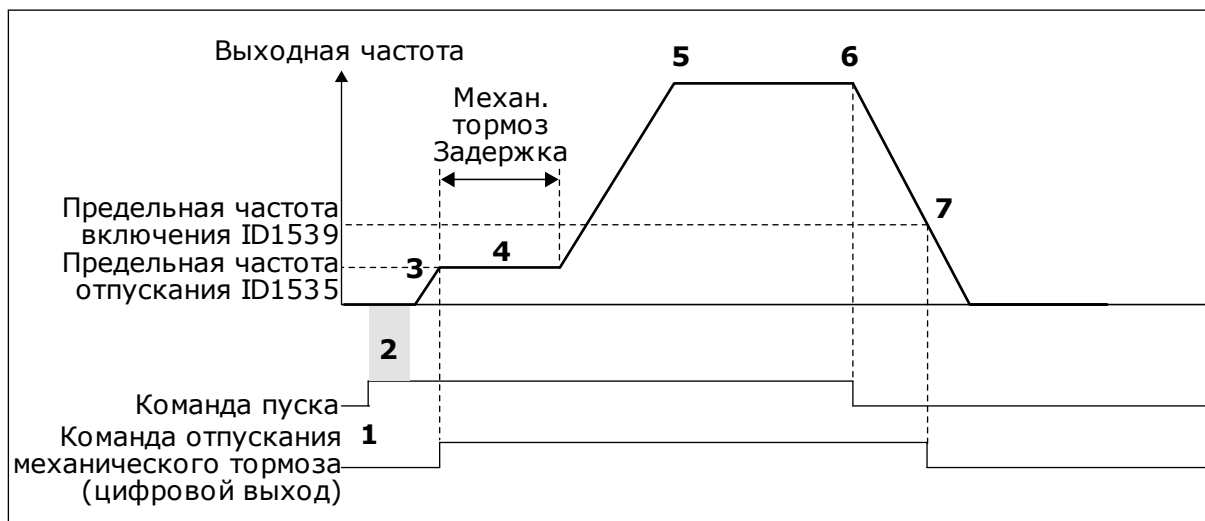 Выходная частота
5
6
Механ.
тормоз
Задержка
Предельная частота
включения ID1539
7
Предельная частота
отпускания ID1535
3
4
2
Команда пуска
1
Команда отпускания
механического тормоза
(цифровой выход)